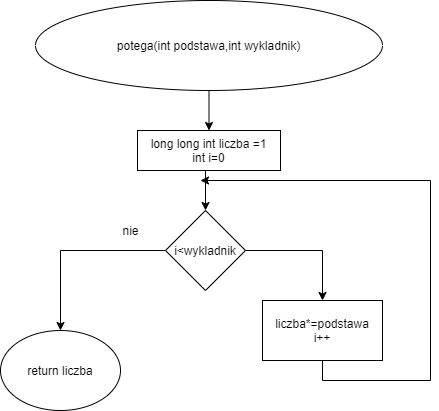 potega(int podstawa,int wykladnik)
long long int liczba =1
int i=0
nie
i<wykladnik
liczba*=podstawa
i++
return liczba